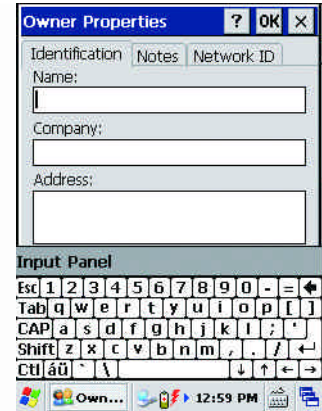 Owner Properties ? OK ×
Identification Notes Network ID
Name:
Company:
Address:
Input Panel
Esc 1 2 3 4 5 6 7 8 9 0 - = ←
Tab q w e r t y u i o p [ ]
CAP a s d f g h j k l ; '
Shift z x c v b n m , . / ↵
Ctl áü ` \ ↓ ↑ ← →
Own... 12:59 PM